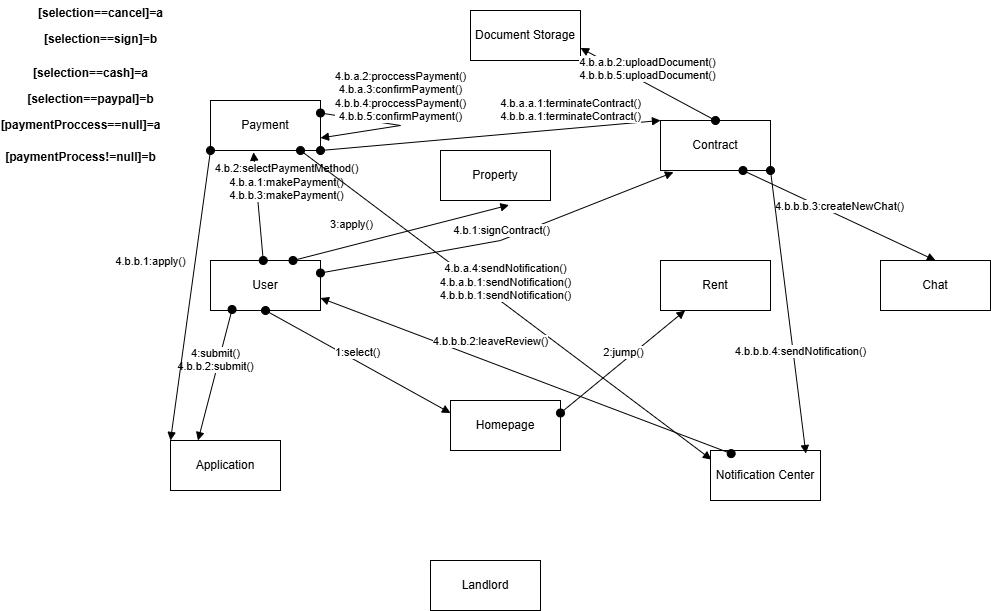 [selection==cancel]=a
[selection==sign]=b
[selection==cash]=a
[selection==paypal]=b
[paymentProccess==null]=a
[paymentProcess!=null]=b
Document Storage
4.b.a.b.2:uploadDocument()
4.b.b.b.5:uploadDocument()
4.b.a.2:proccessPayment()
4.b.a.3:confirmPayment()
4.b.b.4:proccessPayment()
4.b.b.5:confirmPayment()
4.b.a.a.1:terminateContract()
4.b.b.a.1:terminateContract()
Payment
Contract
4.b.2:selectPaymentMethod()
4.b.a.1:makePayment()
4.b.b.3:makePayment()
Property
4.b.b.b.3:createNewChat()
3:apply()
4.b.1:signContract()
4.b.b.1:apply()
4.b.a.4:sendNotification()
4.b.a.b.1:sendNotification()
4.b.b.b.1:sendNotification()
User
Rent
Chat
4.b.b.b.2:leaveReview()
4:submit()
4.b.b.2:submit()
1:select()
2:jump()
4.b.b.b.4:sendNotification()
Homepage
Application
Notification Center
Landlord